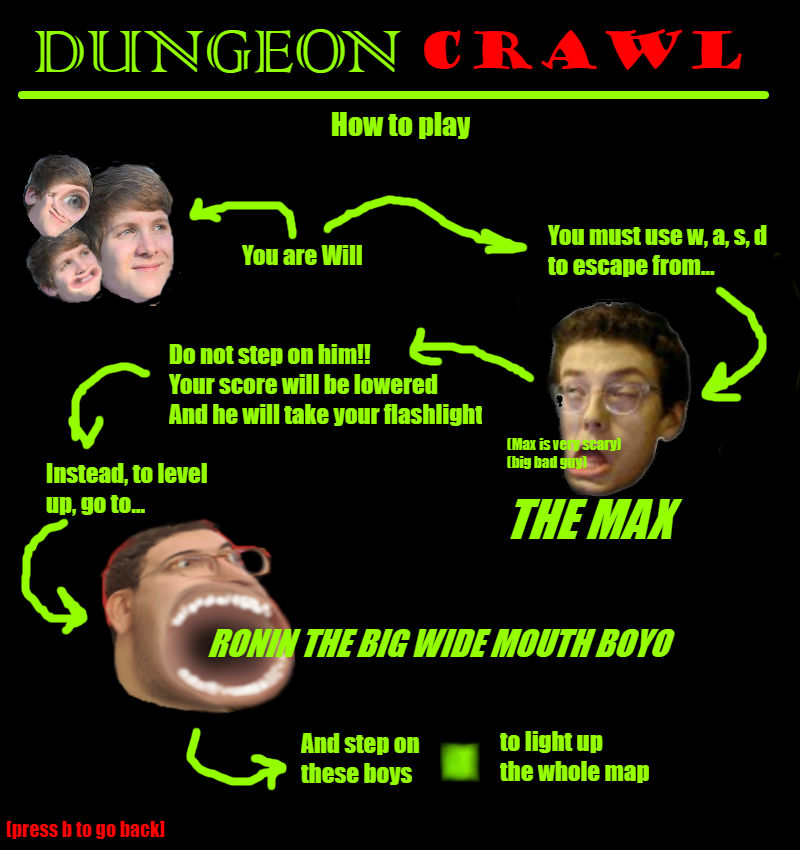 DUNGEON CRAWL
How to play
You are Will
You must use w, a, s, d
to escape from...
Do not step on him!!
Your score will be lowered
And he will take your flashlight
(Max is very scary)
(big bad guy)
THE MAX
Instead, to level
up, go to...
RONIN THE BIG WIDE MOUTH BOYO
And step on
these boys
to light up
the whole map
[press b to go back]